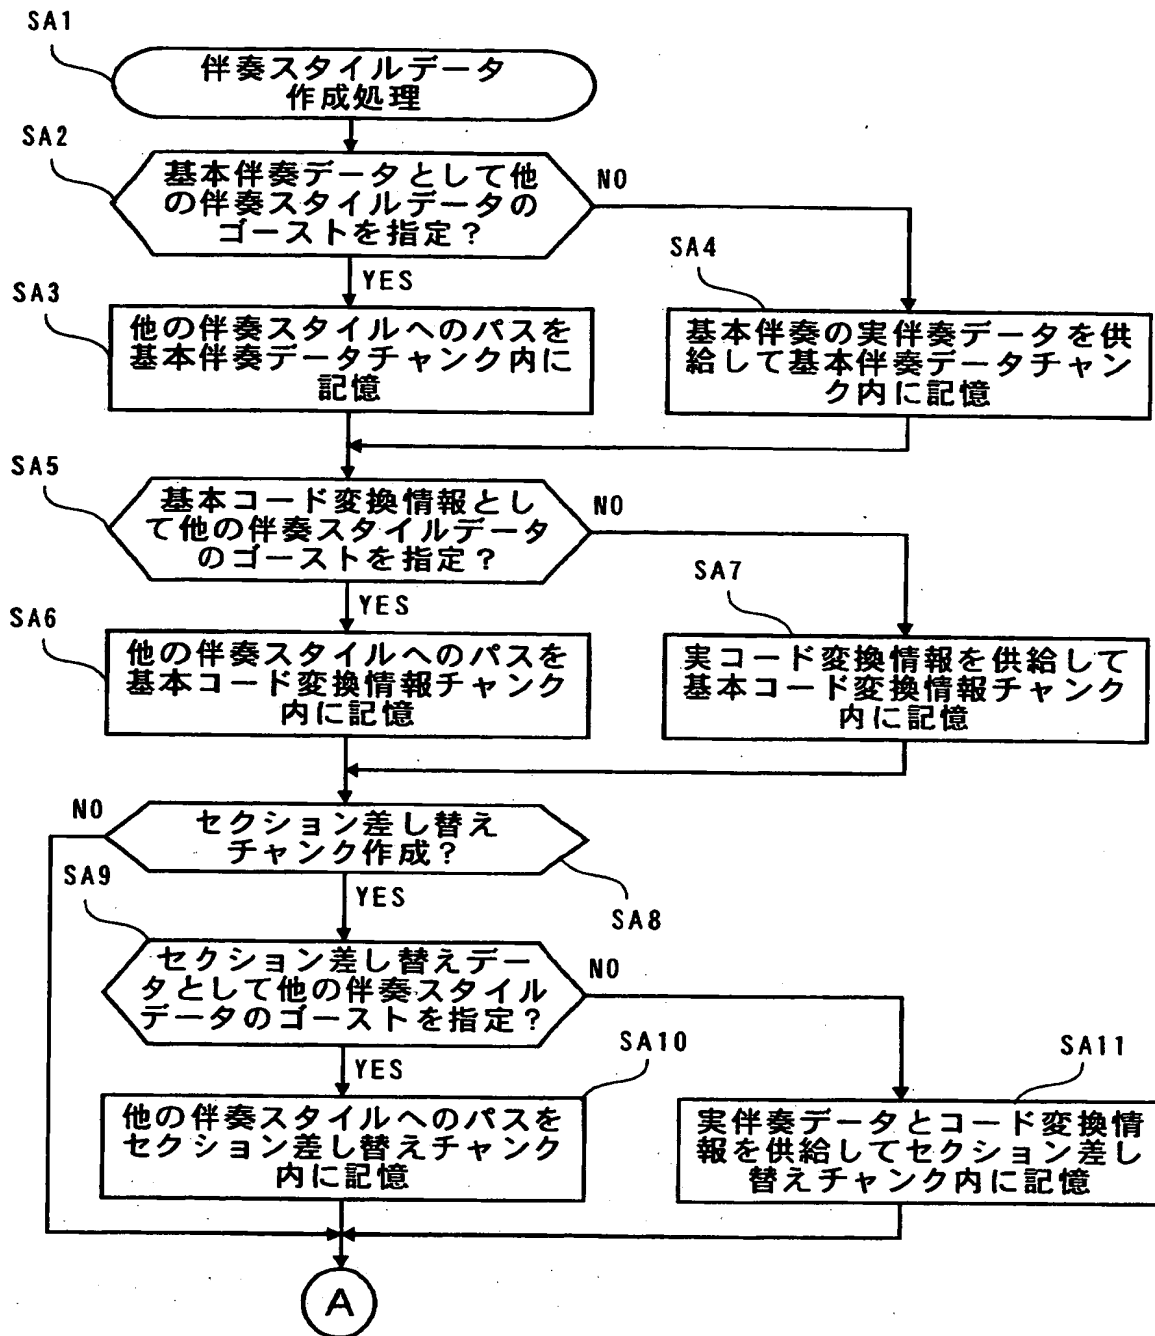 SA1
伴奏スタイルデータ
作成処理
SA2
基本伴奏データとして他
の伴奏スタイルデータの
ゴーストを指定?
NO
YES
SA3
他の伴奏スタイルへのパスを
基本伴奏データチャンク内に
記憶
SA4
基本伴奏の実伴奏データを供
給して基本伴奏データチャン
ク内に記憶
SA5
基本コード変換情報とし
て他の伴奏スタイルデータ
のゴーストを指定?
NO
YES
SA6
他の伴奏スタイルへのパスを
基本コード変換情報チャンク
内に記憶
SA7
実コード変換情報を供給して
基本コード変換情報チャンク
内に記憶
NO
セクション差し替え
チャンク作成?
SA8
YES
SA9
セクション差し替えデー
タとして他の伴奏スタイル
データのゴーストを指定?
NO
YES
SA10
他の伴奏スタイルへのパスを
セクション差し替えチャンク
内に記憶
SA11
実伴奏データとコード変換情
報を供給してセクション差し
替えチャンク内に記憶
A